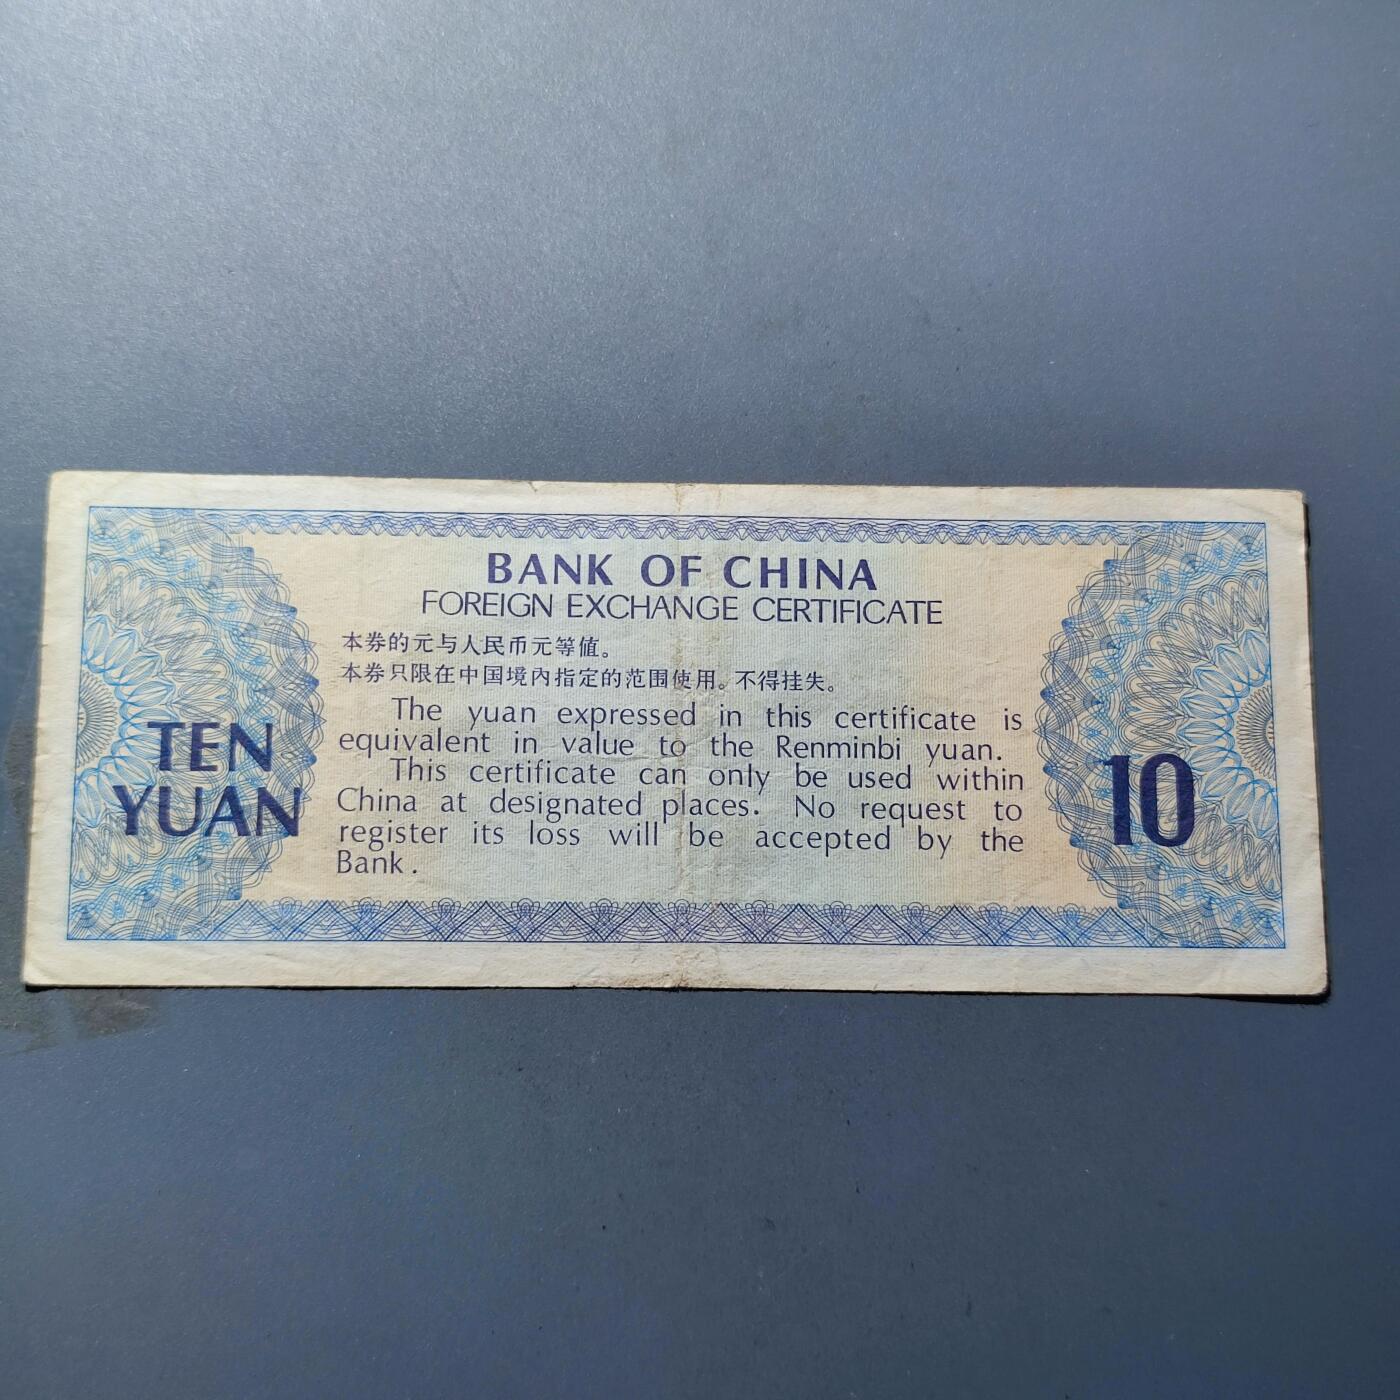 BANK OF CHINA
FOREIGN EXCHANGE CERTIFICATE
本券的元与人民币元等值。
本券只限在中国境内指定的范围使用。不得挂失。
The yuan expressed in this certificate is
equivalent in value to the Renminbi yuan.
This certificate can only be used within
China at designated places. No request to
register its loss will be accepted by the
Bank.
TEN
YUAN
10